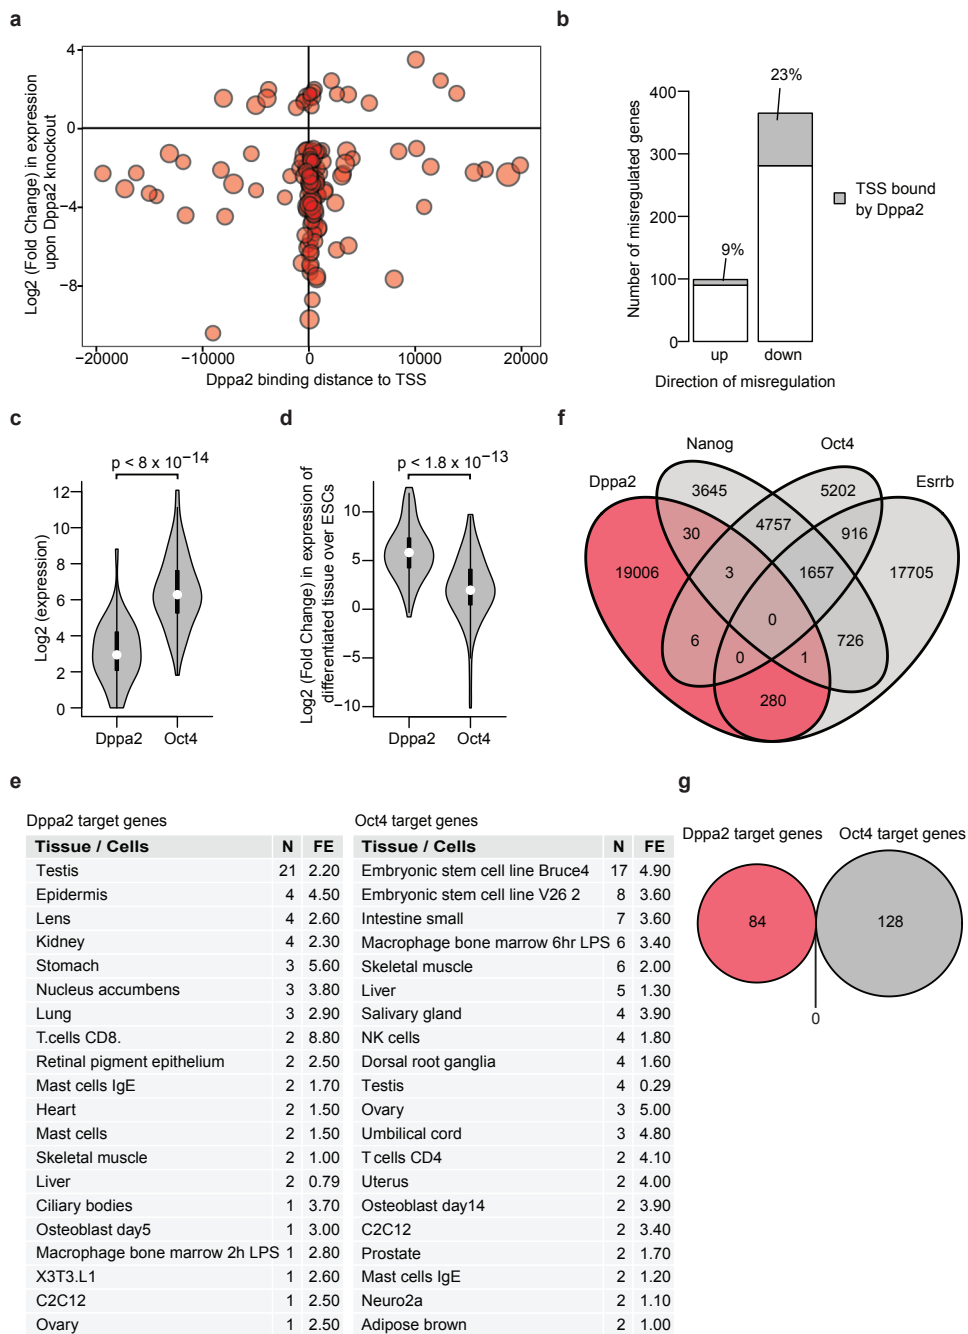 a
Log2 (Fold Change) in expression
upon Dppa2 knockout
4
0
−4
−8
−20000
−10000
0
10000
20000
Dppa2 binding distance to TSS
b
Number of misregulated genes
400
300
200
100
0
23%
9%
TSS bound
by Dppa2
up
down
Direction of misregulation
c
p < 8 x 10−14
Log2 (expression)
12
10
8
6
4
2
0
Dppa2
Oct4
d
p < 1.8 x 10−13
Log2 (Fold Change) in expression of
differentiated tissue over ESCs
10
5
0
−5
−10
Dppa2
Oct4
f
Nanog
Oct4
Dppa2
Esrrb
3645
5202
30
4757
916
19006
3
1657
17705
0
6
0
1
726
280
e
Dppa2 target genes
Tissue / Cells N FE
Testis 21 2.20
Epidermis 4 4.50
Lens 4 2.60
Kidney 4 2.30
Stomach 3 5.60
Nucleus accumbens 3 3.80
Lung 3 2.90
T.cells CD8. 2 8.80
Retinal pigment epithelium 2 2.50
Mast cells IgE 2 1.70
Heart 2 1.50
Mast cells 2 1.50
Skeletal muscle 2 1.00
Liver 2 0.79
Ciliary bodies 1 3.70
Osteoblast day5 1 3.00
Macrophage bone marrow 2h LPS 1 2.80
X3T3.L1 1 2.60
C2C12 1 2.50
Ovary 1 2.50
Oct4 target genes
Tissue / Cells N FE
Embryonic stem cell line Bruce4 17 4.90
Embryonic stem cell line V26 2 8 3.60
Intestine small 7 3.60
Macrophage bone marrow 6hr LPS 6 3.40
Skeletal muscle 6 2.00
Liver 5 1.30
Salivary gland 4 3.90
NK cells 4 1.80
Dorsal root ganglia 4 1.60
Testis 4 0.29
Ovary 3 5.00
Umbilical cord 3 4.80
T cells CD4 2 4.10
Uterus 2 4.00
Osteoblast day14 2 3.90
C2C12 2 3.40
Prostate 2 1.70
Mast cells IgE 2 1.20
Neuro2a 2 1.10
Adipose brown 2 1.00
g
Dppa2 target genes
Oct4 target genes
84
128
0